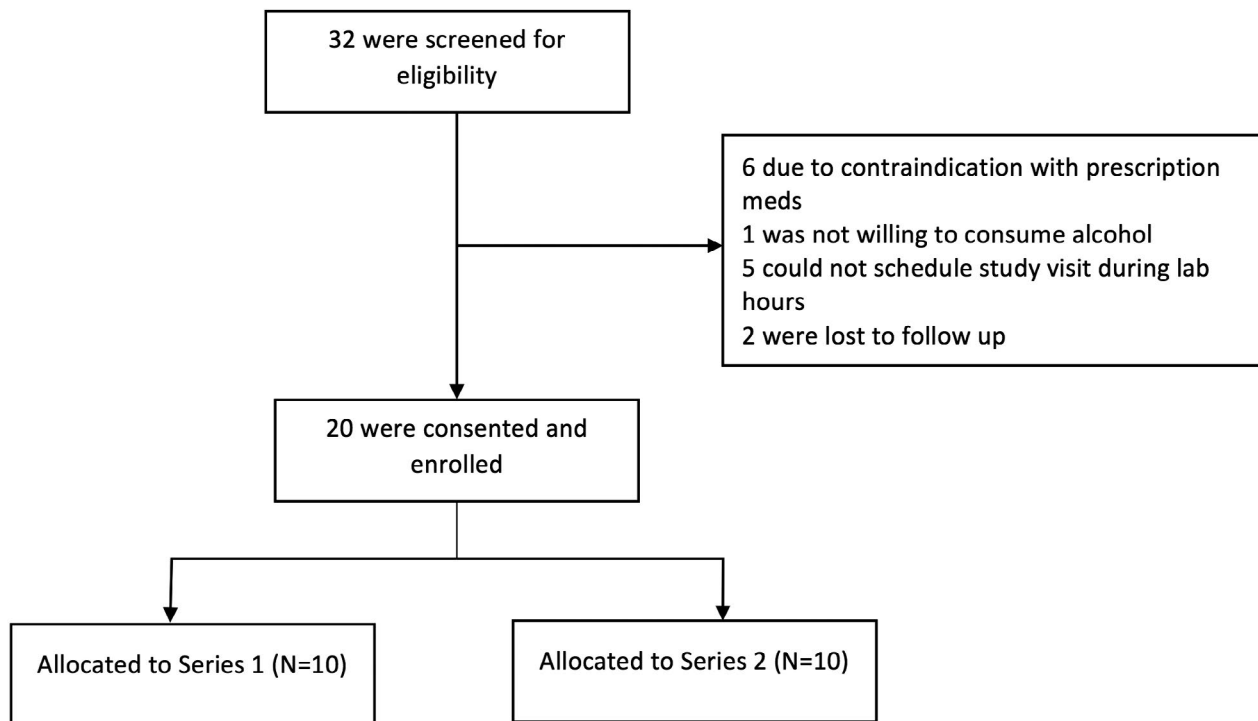 32 were screened for
eligibility
6 due to contraindication with prescription
meds
1 was not willing to consume alcohol
5 could not schedule study visit during lab
hours
2 were lost to follow up
20 were consented and
enrolled
Allocated to Series 1 (N=10)
Allocated to Series 2 (N=10)